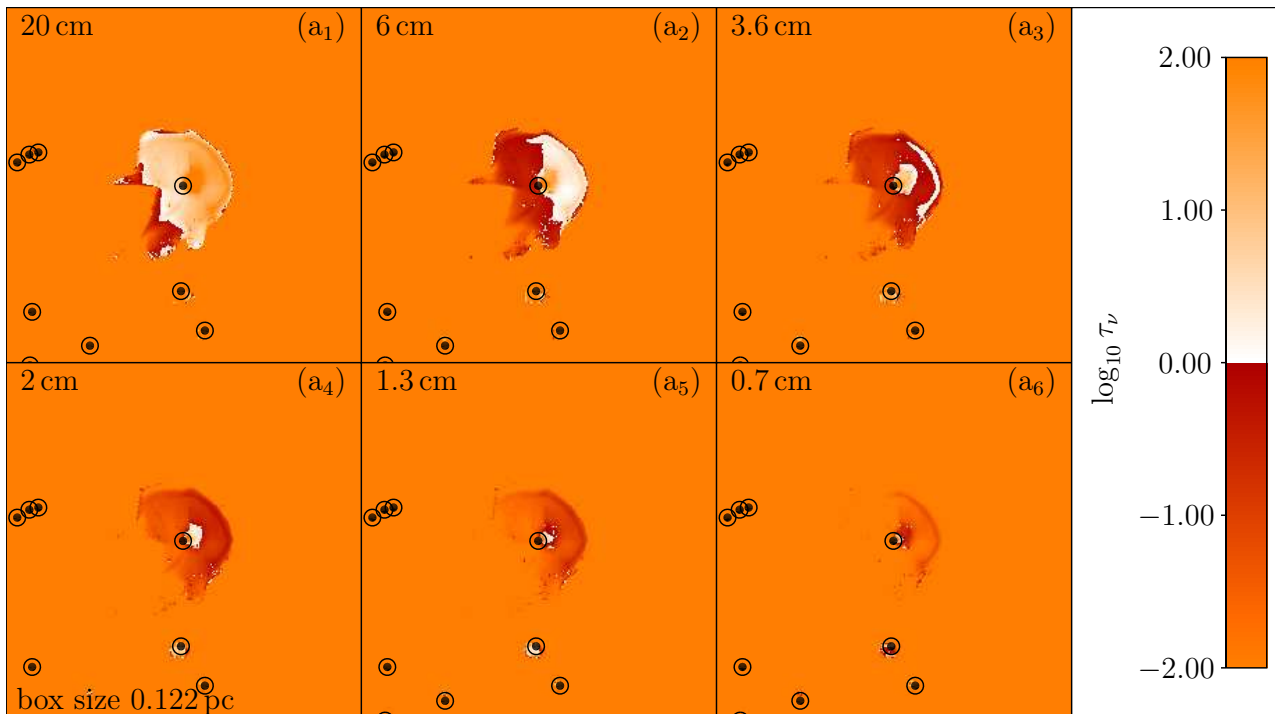 20 cm (a₁) 6 cm (a₂) 3.6 cm (a₃)
2 cm (a₄) 1.3 cm (a₅) 0.7 cm (a₆)
box size 0.122 pc
2.00
1.00
0.00
−1.00
−2.00
log₁₀ τ_ν